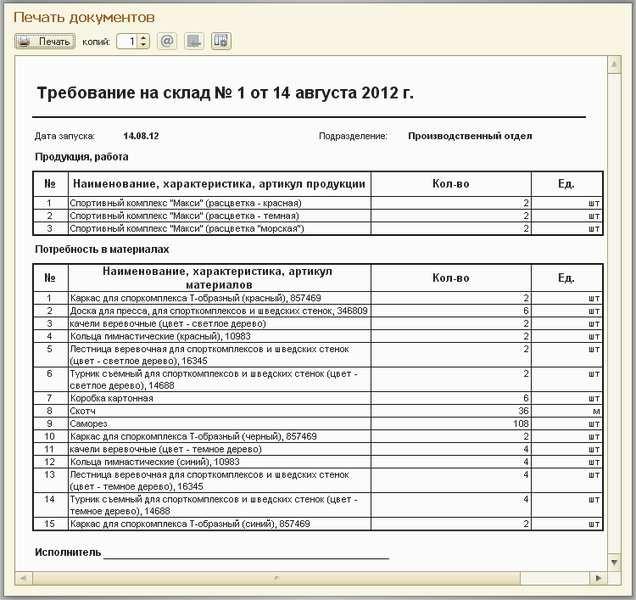 Печать документов
Печать копий: 1 @
Требование на склад № 1 от 14 августа 2012 г.
Дата запуска: 14.08.12 Подразделение: Производственный отдел
Продукция, работа
№ Наименование, характеристика, артикул продукции Кол-во Ед.
1 Спортивный комплекс "Макси" (расцветка - красная) 2 шт
2 Спортивный комплекс "Макси" (расцветка - темная) 2 шт
3 Спортивный комплекс "Макси" (расцветка "морская") 2 шт
Потребность в материалах
№ Наименование, характеристика, артикул материалов Кол-во Ед.
1 Каркас для споркомплекса Т-образный (красный), 857469 2 шт
2 Доска для пресса, для спорткомплексов и шведских стенок, 346809 6 шт
3 качели веревочные (цвет - светлое дерево) 2 шт
4 Кольца гимнастические (красный), 10983 2 шт
5 Лестница веревочная для спорткомплексов и шведских стенок 2 шт
(цвет - светлое дерево), 16345
6 Турник съемный для спорткомплексов и шведских стенок (цвет - 2 шт
светлое дерево), 14688
7 Коробка картонная 6 шт
8 Скотч 36 м
9 Саморез 108 шт
10 Каркас для споркомплекса Т-образный (черный), 857469 2 шт
11 качели веревочные (цвет - темное дерево) 4 шт
12 Кольца гимнастические (синий), 10983 4 шт
13 Лестница веревочная для спорткомплексов и шведских стенок 4 шт
(цвет - темное дерево), 16345
14 Турник съемный для спорткомплексов и шведских стенок (цвет - 4 шт
темное дерево), 14688
15 Каркас для споркомплекса Т-образный (синий), 857469 2 шт
Исполнитель